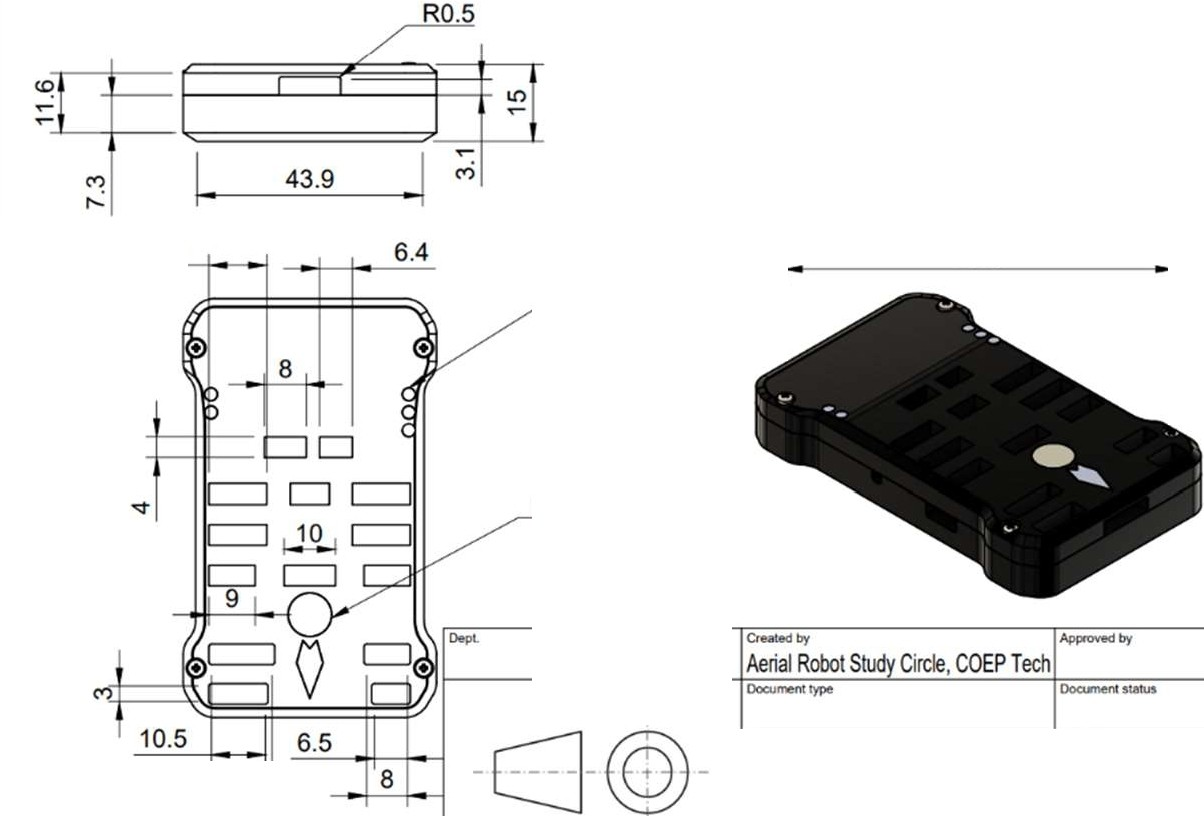 R0.5
11.6
15
3.1
7.3
43.9
6.4
8
4
10
9
3
10.5
6.5
8
Dept.
Created by
Approved by
Aerial Robot Study Circle, COEP Tech
Document type
Document status